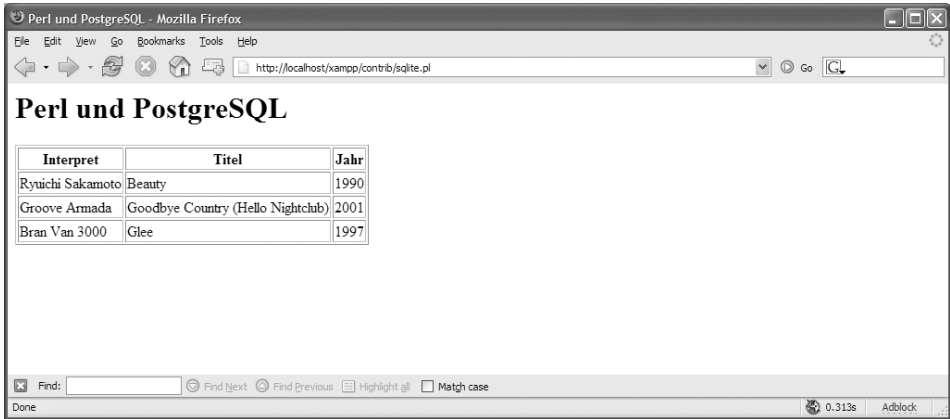 Perl und PostgreSQL - Mozilla Firefox
File Edit View Go Bookmarks Tools Help
http://localhost/xampp/contrib/sqlite.pl Go G
Perl und PostgreSQL
Interpret Titel Jahr
Ryuichi Sakamoto Beauty 1990
Groove Armada Goodbye Country (Hello Nightclub) 2001
Bran Van 3000 Glee 1997
Find: Find Next Find Previous Highlight all Match case
Done 0.313s Adblock